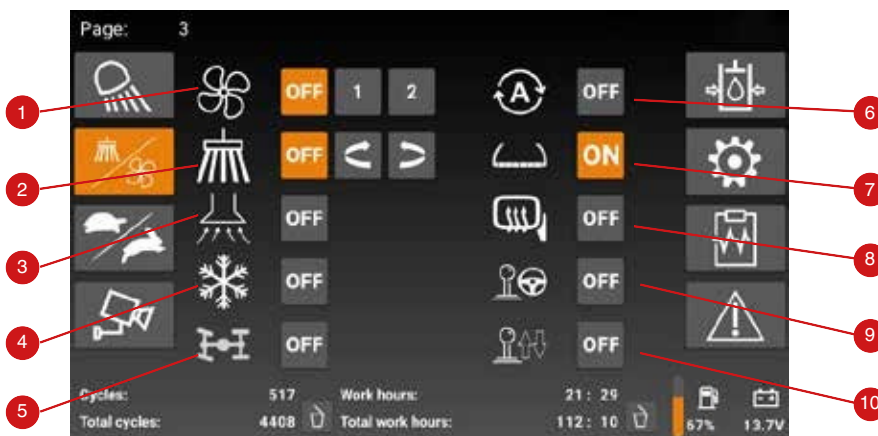 Page: 3
1 OFF 1 2 A OFF 6
2 OFF ON 7
3 OFF OFF 8
4 OFF OFF 9
5 OFF OFF 10
Cycles: 517 Work hours: 21: 29
Total cycles: 4408 Total work hours: 112: 10 67% 13.7V